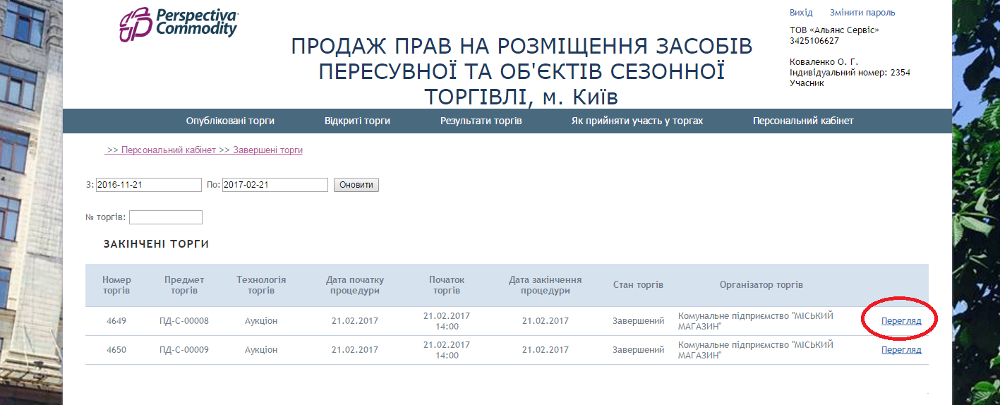 Perspectiva
Commodity
Вихід Змінити пароль
ТОВ «Альянс Сервіс»
3425106627
Коваленко О. Г.
Індивідуальний номер: 2354
Учасник
ПРОДАЖ ПРАВ НА РОЗМІЩЕННЯ ЗАСОБІВ
ПЕРЕСУВНОЇ ТА ОБ'ЄКТІВ СЕЗОННОЇ
ТОРГІВЛІ, м. Київ
Опубліковані торги Відкриті торги Результати торгів Як прийняти участь у торгах Персональний кабінет
>> Персональний кабінет >> Завершені торги
З: 2016-11-21 По: 2017-02-21 Оновити
№ торгів:
ЗАКІНЧЕНІ ТОРГИ
Номер торгів Предмет торгів Технологія торгів Дата початку процедури Початок торгів Дата закінчення процедури Стан торгів Організатор торгів
4649 ПД-С-00008 Аукціон 21.02.2017 21.02.2017 14:00 21.02.2017 Завершений Комунальне підприємство "МІСЬКИЙ МАГАЗИН" Перегляд
4650 ПД-С-00009 Аукціон 21.02.2017 21.02.2017 14:00 21.02.2017 Завершений Комунальне підприємство "МІСЬКИЙ МАГАЗИН" Перегляд